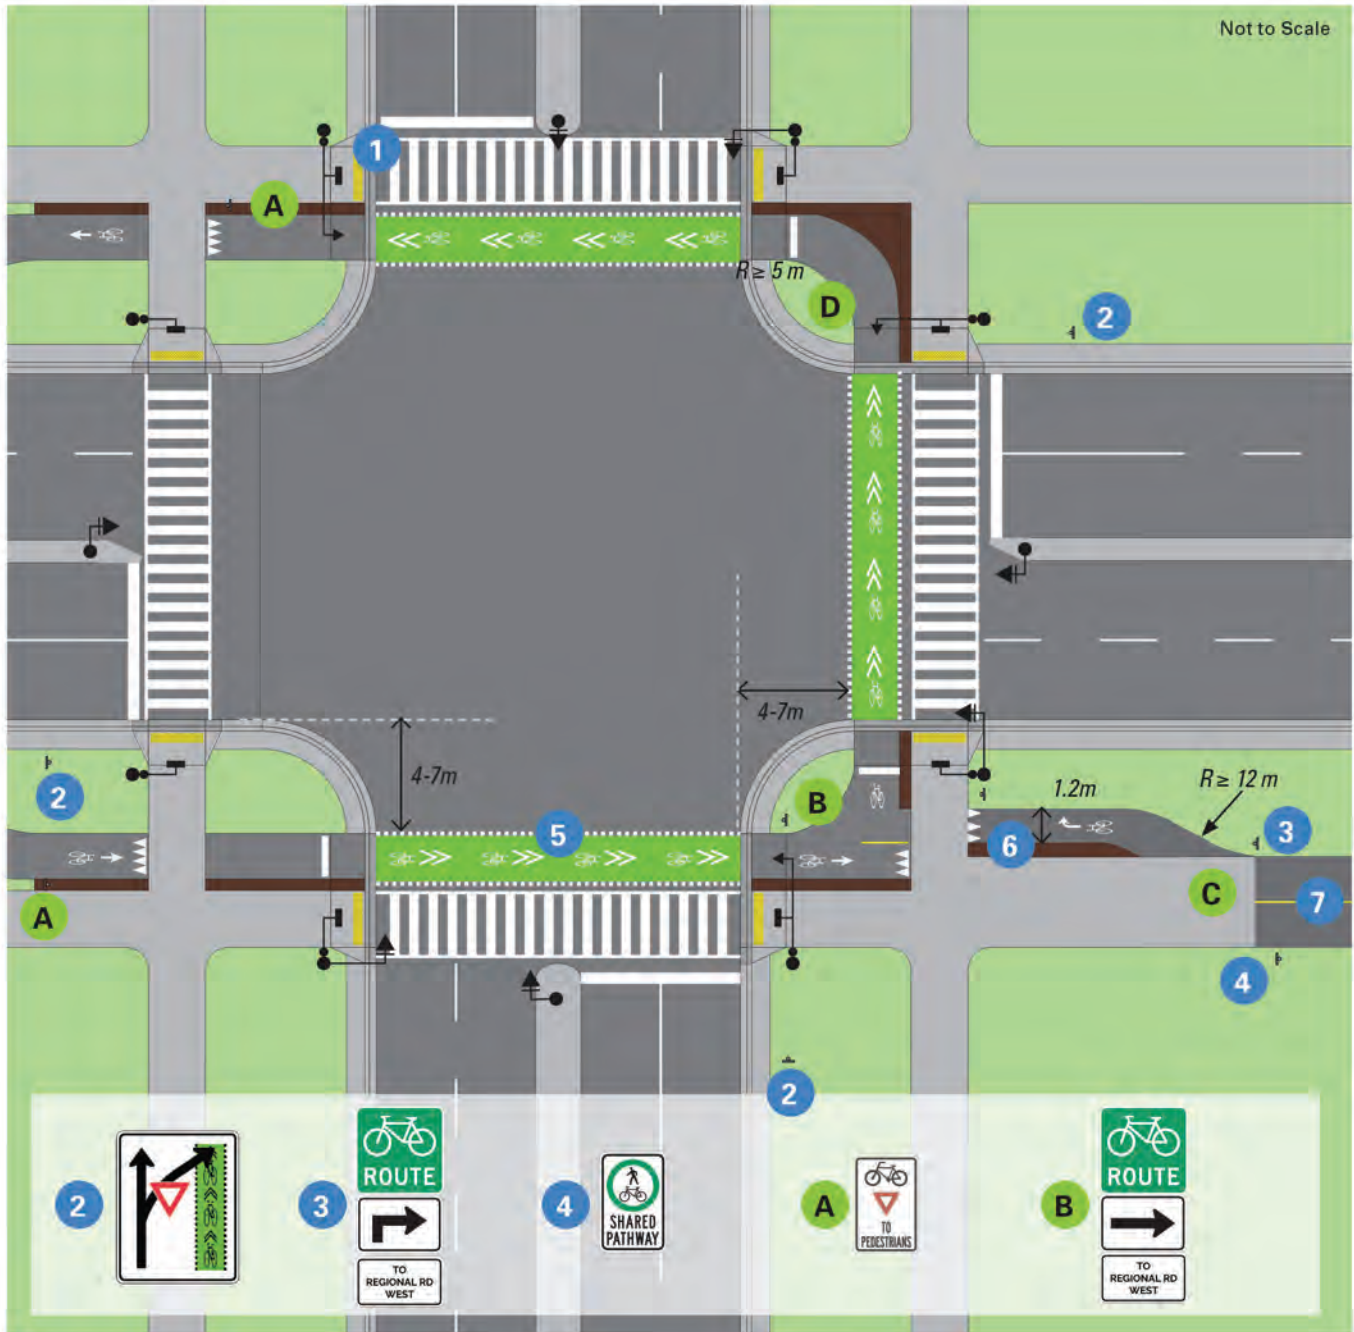 Not to Scale
1
A
R ≥ 5 m
D
2
4-7m
4-7m
2
B
1.2m
R ≥ 12 m
5
6
3
A
C
7
4
2
2
3
ROUTE
TO
REGIONAL RD
WEST
4
SHARED
PATHWAY
A
TO
PEDESTRIANS
B
ROUTE
TO
REGIONAL RD
WEST